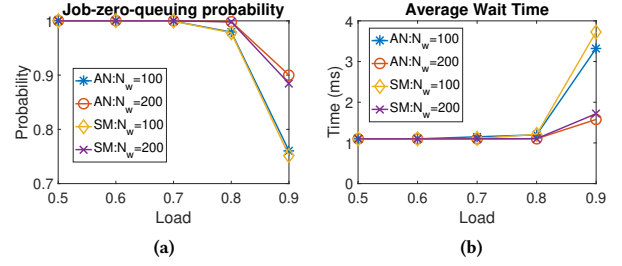 Job-zero-queuing probability
1
0.9
0.8
0.7
Probability
AN:N_w=100
AN:N_w=200
SM:N_w=100
SM:N_w=200
0.5 0.6 0.7 0.8 0.9
Load
(a)
Average Wait Time
4
3
2
1
0
Time (ms)
AN:N_w=100
AN:N_w=200
SM:N_w=100
SM:N_w=200
0.5 0.6 0.7 0.8 0.9
Load
(b)